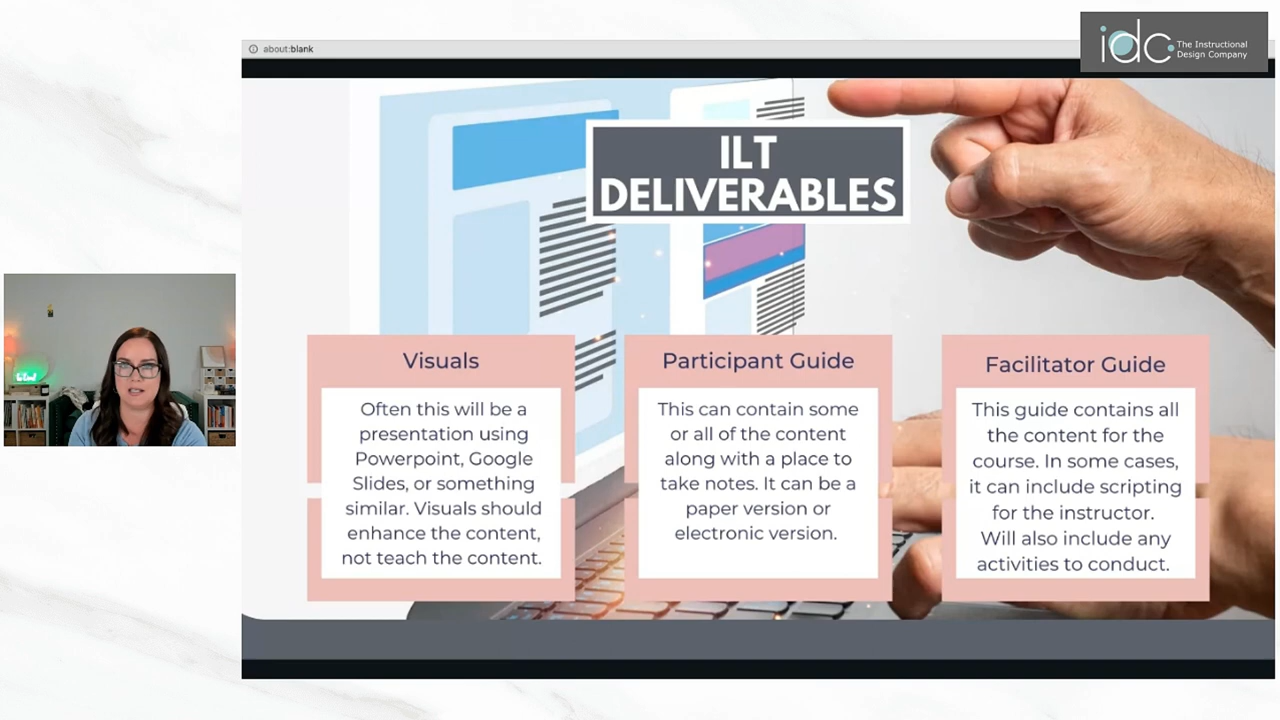 about:blank
idc.
The Instructional
Design Company
ILT
DELIVERABLES
Visuals
Often this will be a
presentation using
Powerpoint, Google
Slides, or something
similar. Visuals should
enhance the content,
not teach the content.
Participant Guide
This can contain some
or all of the content
along with a place to
take notes. It can be a
paper version or
electronic version.
Facilitator Guide
This guide contains all
the content for the
course. In some cases,
it can include scripting
for the instructor.
Will also include any
activities to conduct.